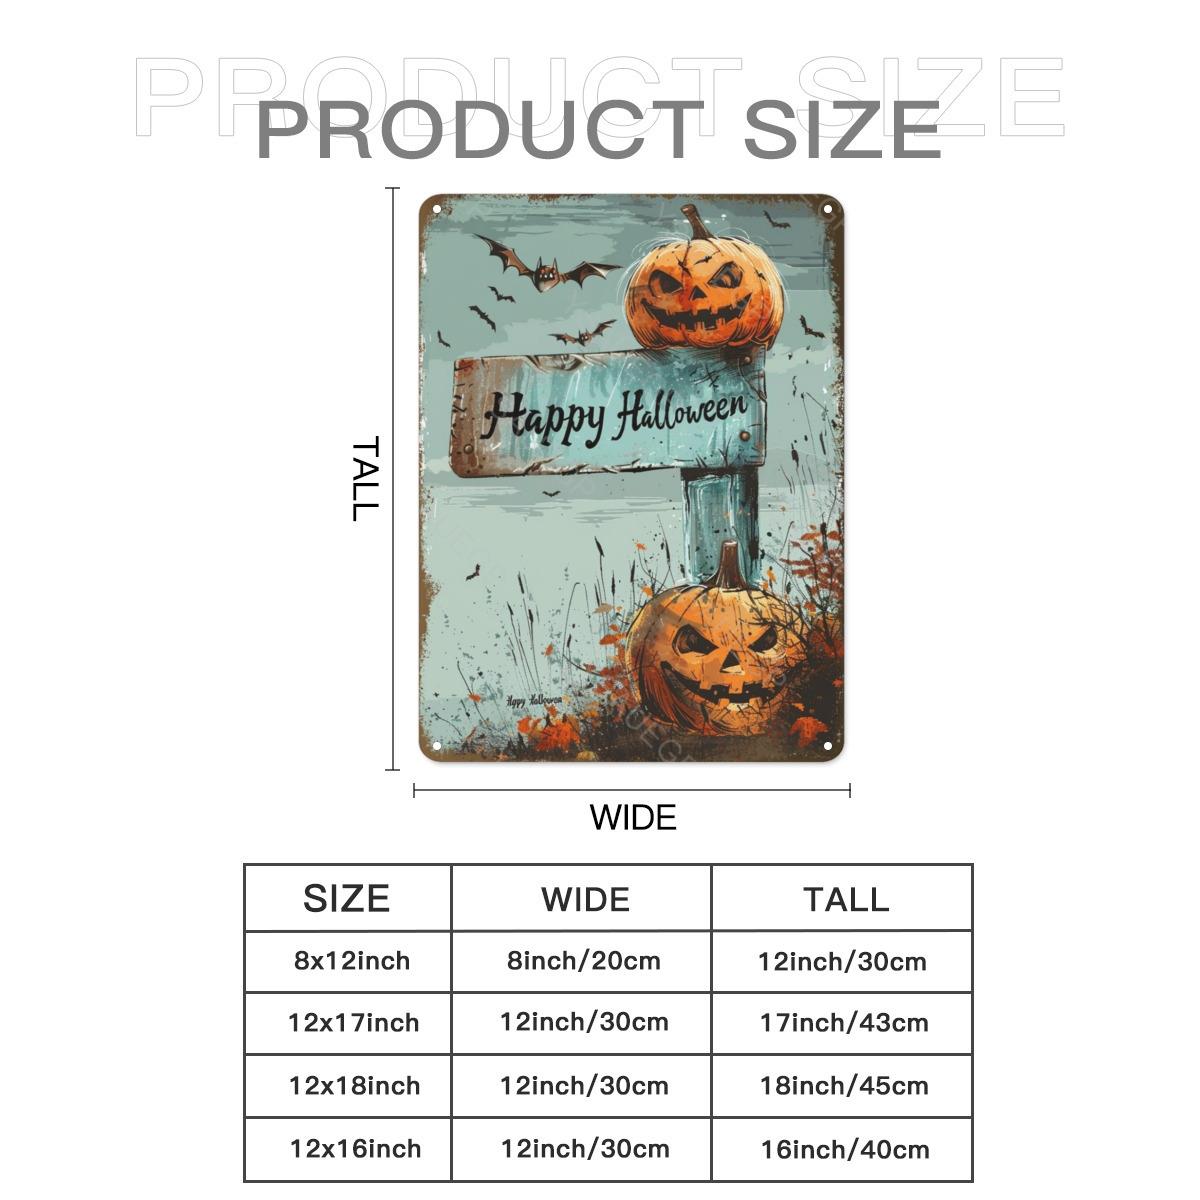 PRODUCT SIZE
PRODUCT SIZE
Happy Halloween
TALL
Happy Halloween
WIDE
SIZE WIDE TALL
8x12inch 8inch/20cm 12inch/30cm
12x17inch 12inch/30cm 17inch/43cm
12x18inch 12inch/30cm 18inch/45cm
12x16inch 12inch/30cm 16inch/40cm